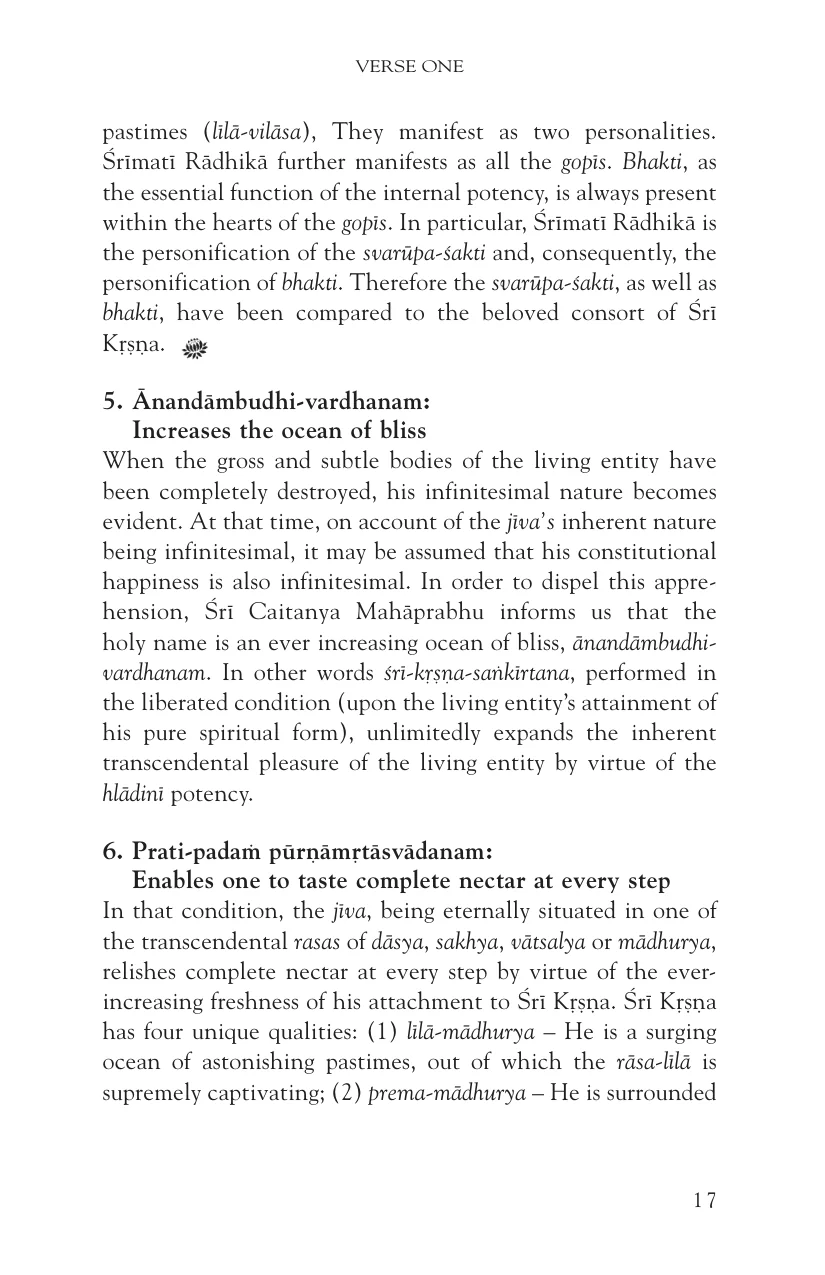 VERSE ONE
pastimes (līlā-vilāsa), They manifest as two personalities.
Śrīmatī Rādhikā further manifests as all the gopīs. Bhakti, as
the essential function of the internal potency, is always present
within the hearts of the gopīs. In particular, Śrīmatī Rādhikā is
the personification of the svarūpa-śakti and, consequently, the
personification of bhakti. Therefore the svarūpa-śakti, as well as
bhakti, have been compared to the beloved consort of Śrī
Kṛṣṇa.
5. Ānandāmbudhi-vardhanam:
Increases the ocean of bliss
When the gross and subtle bodies of the living entity have
been completely destroyed, his infinitesimal nature becomes
evident. At that time, on account of the jīva's inherent nature
being infinitesimal, it may be assumed that his constitutional
happiness is also infinitesimal. In order to dispel this appre-
hension, Śrī Caitanya Mahāprabhu informs us that the
holy name is an ever increasing ocean of bliss, ānandāmbudhi-
vardhanam. In other words śrī-kṛṣṇa-saṅkīrtana, performed in
the liberated condition (upon the living entity's attainment of
his pure spiritual form), unlimitedly expands the inherent
transcendental pleasure of the living entity by virtue of the
hlādinī potency.
6. Prati-padaṁ pūrṇāmṛtāsvādanam:
Enables one to taste complete nectar at every step
In that condition, the jīva, being eternally situated in one of
the transcendental rasas of dāsya, sakhya, vātsalya or mādhurya,
relishes complete nectar at every step by virtue of the ever-
increasing freshness of his attachment to Śrī Kṛṣṇa. Śrī Kṛṣṇa
has four unique qualities: (1) līlā-mādhurya – He is a surging
ocean of astonishing pastimes, out of which the rāsa-līlā is
supremely captivating; (2) prema-mādhurya – He is surrounded
17